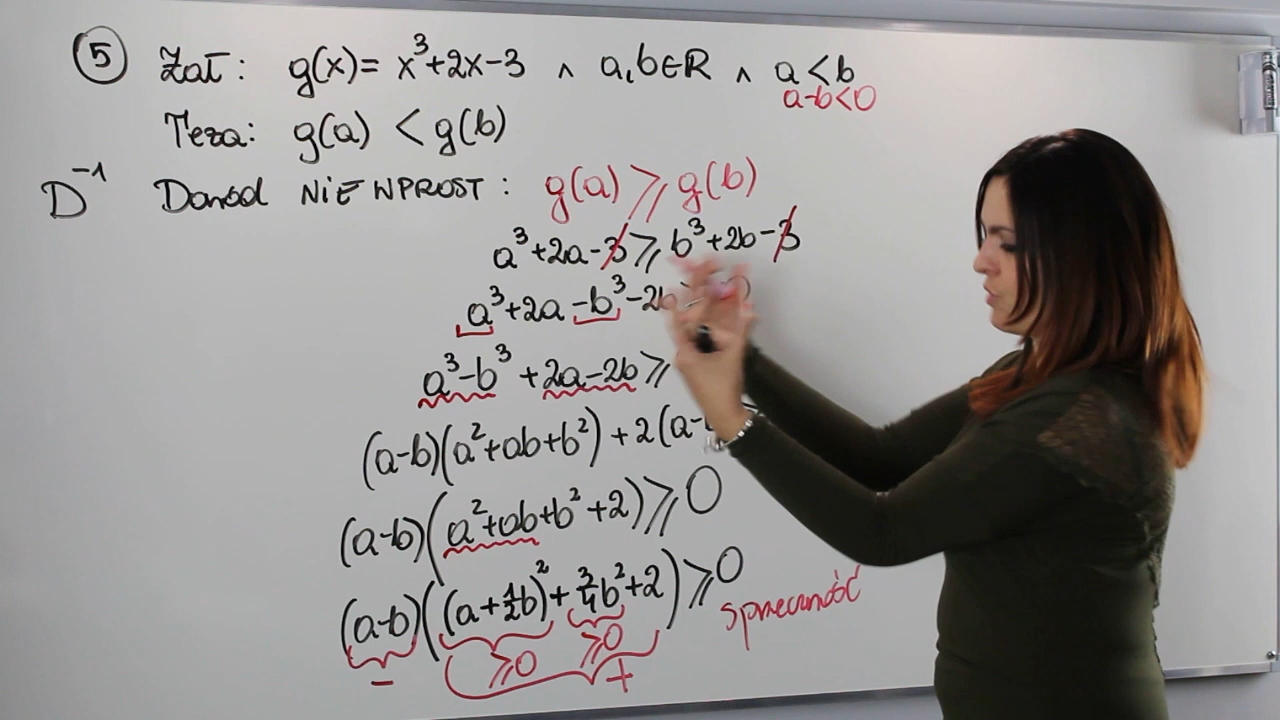 ⑤ Zał: g(x)= x³+2x-3 ∧ a,b∈R ∧ a<b
a-b<0
Teza: g(a) < g(b)
D⁻¹ Dowód NIE WPROST: g(a) ⩾ g(b)
a³+2a-3 ⩾ b³+2b-3
a³+2a-b³-2b
a³-b³+2a-2b ⩾
(a-b)(a²+ab+b²)+2(a-
(a-b)(a²+ab+b²+2) ⩾ 0
(a-b)((a+½b)²+¾b²+2) ⩾ 0
sprzeczność
- ⩾0 ⩾0 +